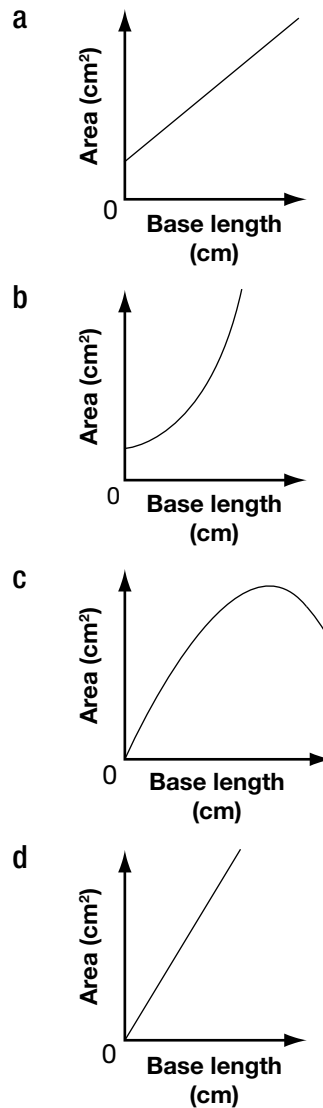 a
Area (cm²)
0
Base length
(cm)
b
Area (cm²)
0
Base length
(cm)
c
Area (cm²)
0
Base length
(cm)
d
Area (cm²)
0
Base length
(cm)